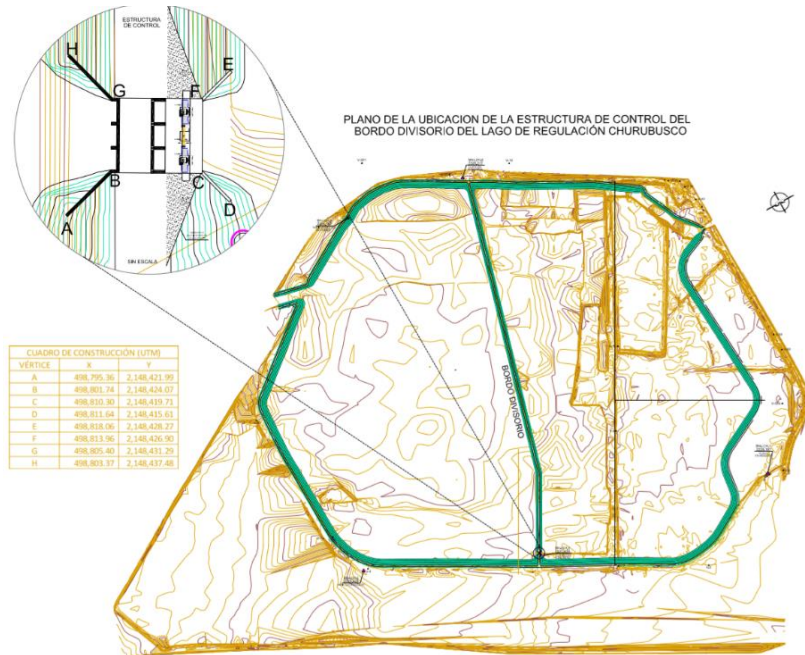 ESTRUCTURA
DE CONTROL
H
E
G
F
B
C
A
D
SIN ESCALA
PLANO DE LA UBICACION DE LA ESTRUCTURA DE CONTROL DEL
BORDO DIVISORIO DEL LAGO DE REGULACIÓN CHURUBUSCO
BORDO DIVISORIO
CUADRO DE CONSTRUCCIÓN (UTM)
VÉRTICE X Y
A 498,795.36 2,148,421.99
B 498,801.74 2,148,424.07
C 498,810.30 2,148,419.71
D 498,811.64 2,148,415.61
E 498,818.06 2,148,428.27
F 498,813.96 2,148,426.90
G 498,805.40 2,148,431.29
H 498,803.37 2,148,437.48